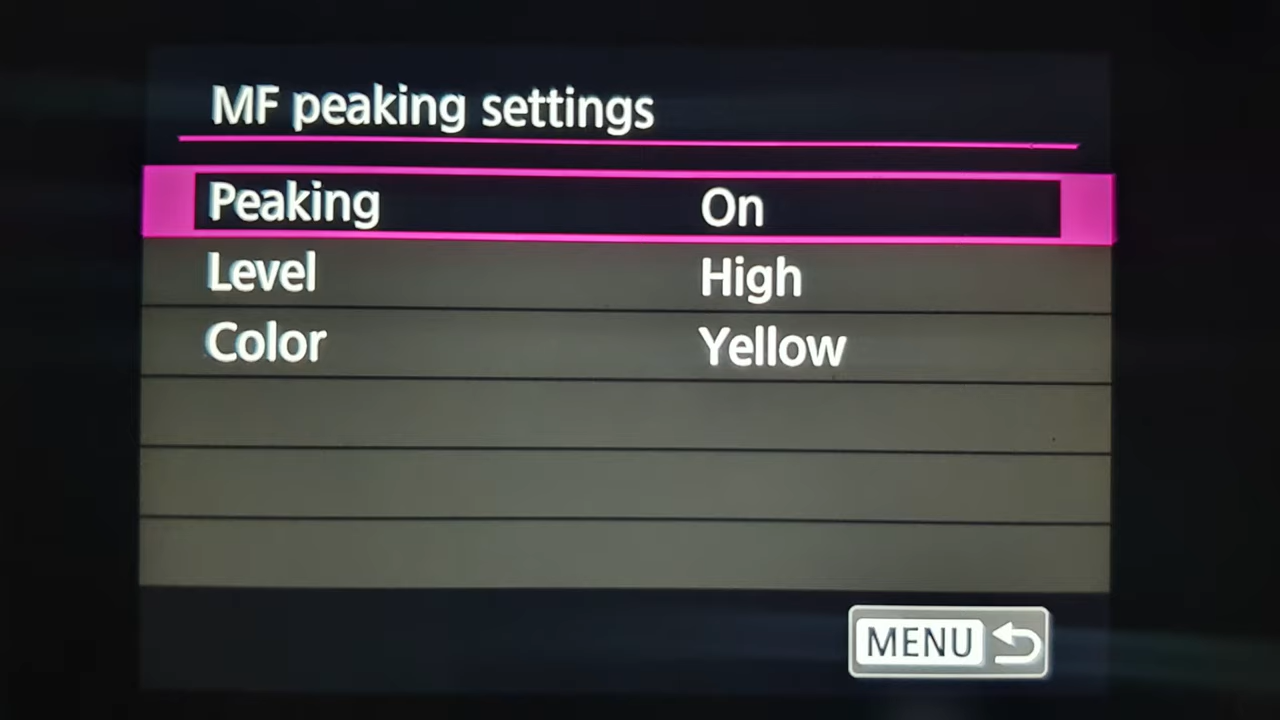 MF peaking settings
Peaking On
Level High
Color Yellow
MENU